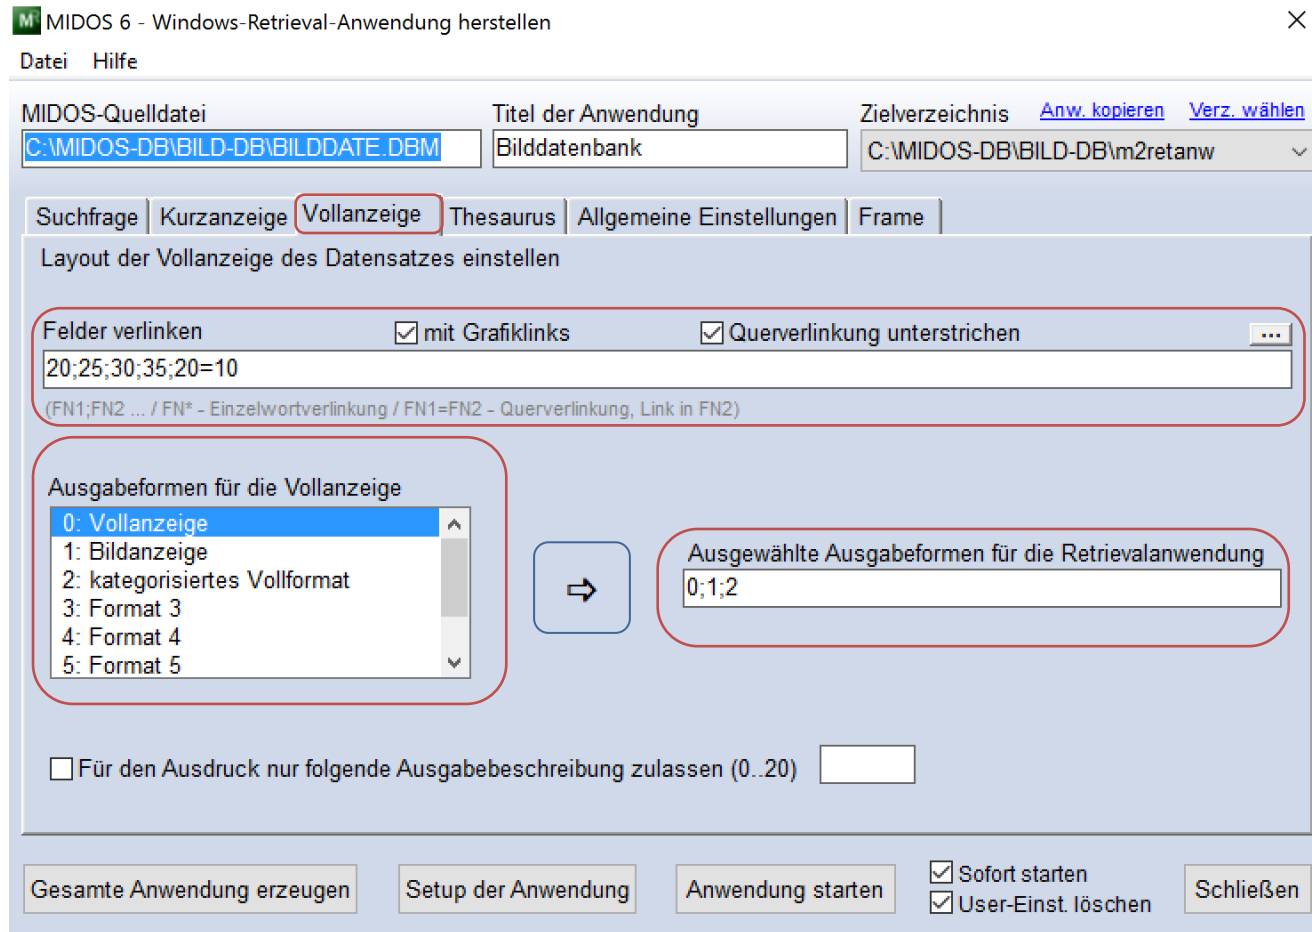 MIDOS 6 - Windows-Retrieval-Anwendung herstellen
Datei Hilfe
MIDOS-Quelldatei Titel der Anwendung Zielverzeichnis Anw. kopieren Verz. wählen
C:\MIDOS-DB\BILD-DB\BILDDATE.DBM Bilddatenbank C:\MIDOS-DB\BILD-DB\m2retanw
Suchfrage Kurzanzeige Vollanzeige Thesaurus Allgemeine Einstellungen Frame
Layout der Vollanzeige des Datensatzes einstellen
Felder verlinken mit Grafiklinks Querverlinkung unterstrichen ...
20;25;30;35;20=10
(FN1;FN2 ... / FN* - Einzelwortverlinkung / FN1=FN2 - Querverlinkung, Link in FN2)
Ausgabeformen für die Vollanzeige
0: Vollanzeige
1: Bildanzeige
2: kategorisiertes Vollformat
3: Format 3
4: Format 4
5: Format 5
⇨
Ausgewählte Ausgabeformen für die Retrievalanwendung
0;1;2
Für den Ausdruck nur folgende Ausgabebeschreibung zulassen (0..20)
Gesamte Anwendung erzeugen Setup der Anwendung Anwendung starten
Sofort starten
User-Einst. löschen
Schließen